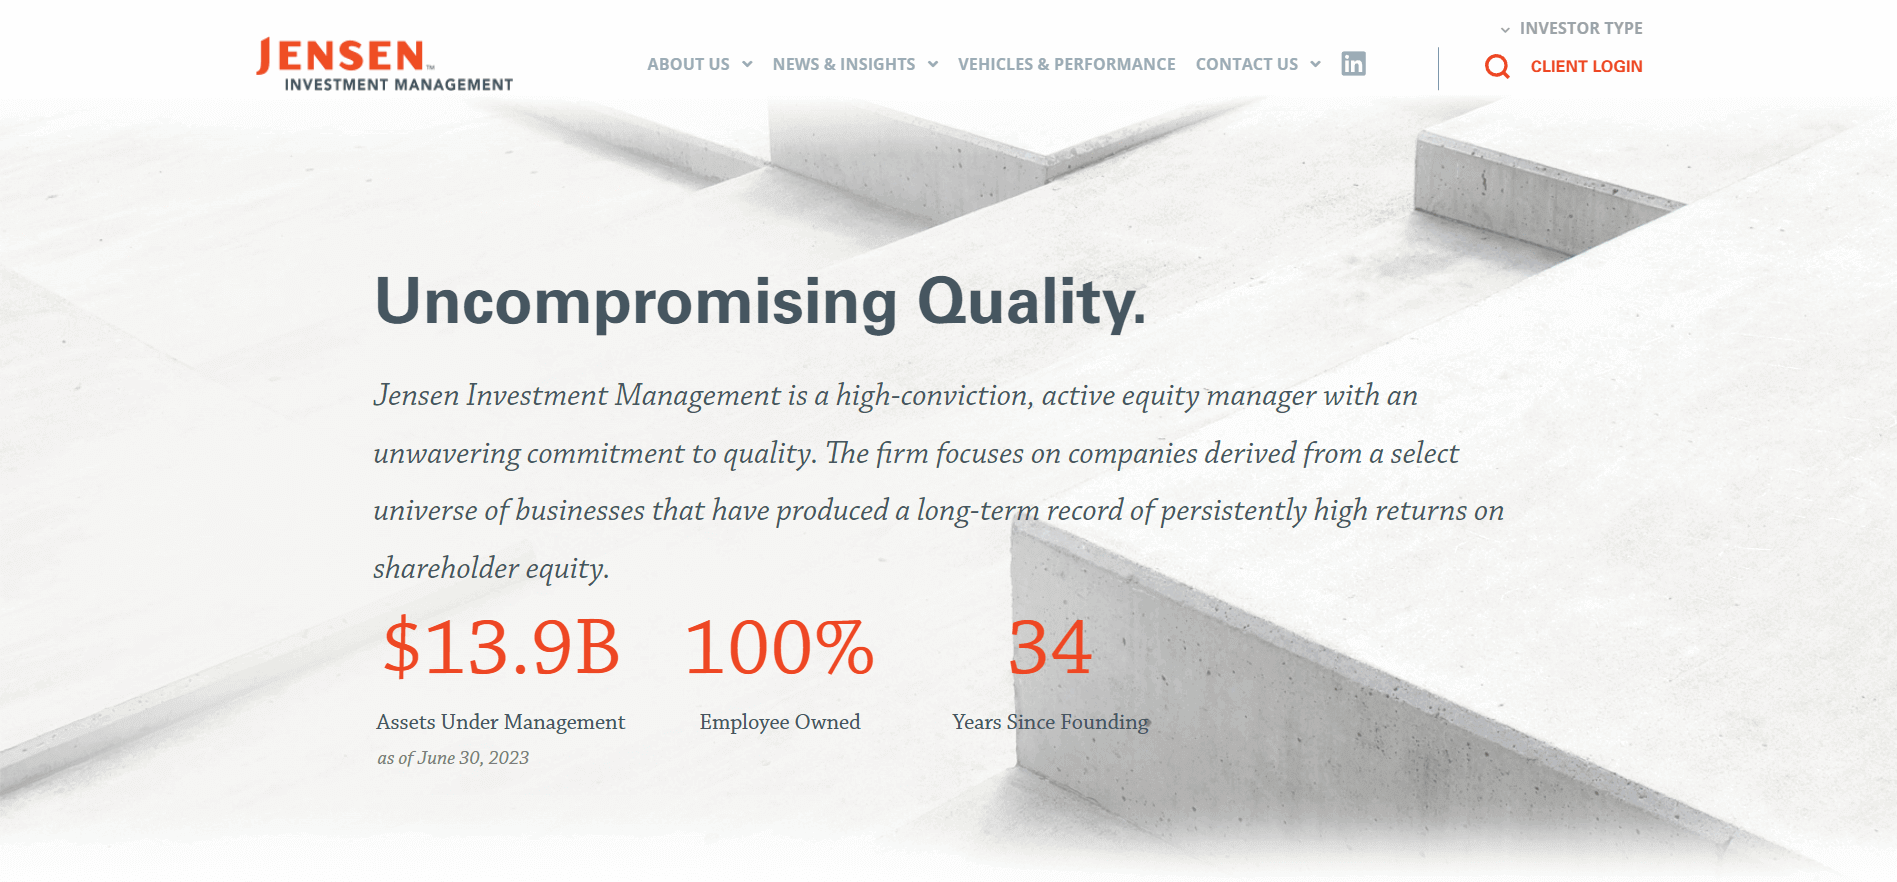 INVESTOR TYPE
JENSEN™
INVESTMENT MANAGEMENT
ABOUT US
NEWS & INSIGHTS
VEHICLES & PERFORMANCE
CONTACT US
in
CLIENT LOGIN
Uncompromising Quality.
Jensen Investment Management is a high-conviction, active equity manager with an
unwavering commitment to quality. The firm focuses on companies derived from a select
universe of businesses that have produced a long-term record of persistently high returns on
shareholder equity.
$13.9B 100% 34
Assets Under Management Employee Owned Years Since Founding
as of June 30, 2023